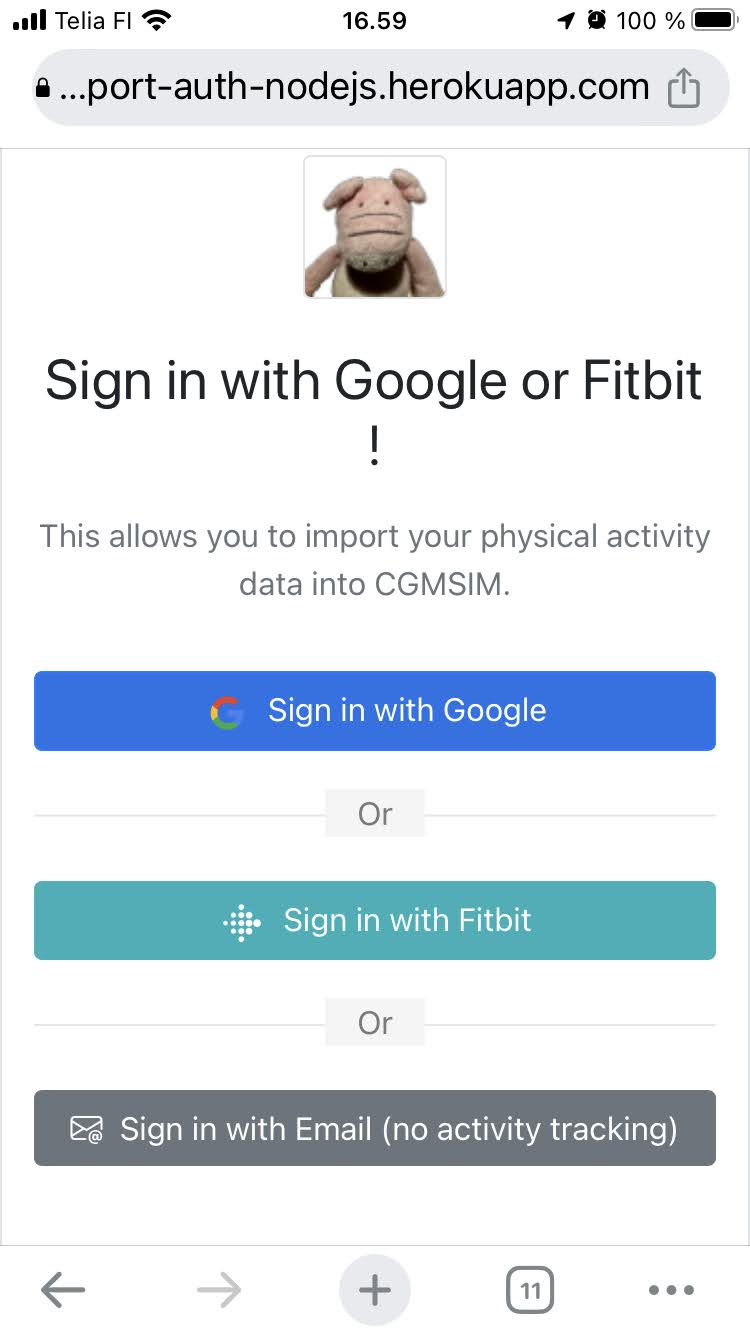 Telia FI 16.59 100 %
...port-auth-nodejs.herokuapp.com
Sign in with Google or Fitbit
!
This allows you to import your physical activity
data into CGMSIM.
Sign in with Google
Or
Sign in with Fitbit
Or
Sign in with Email (no activity tracking)
11